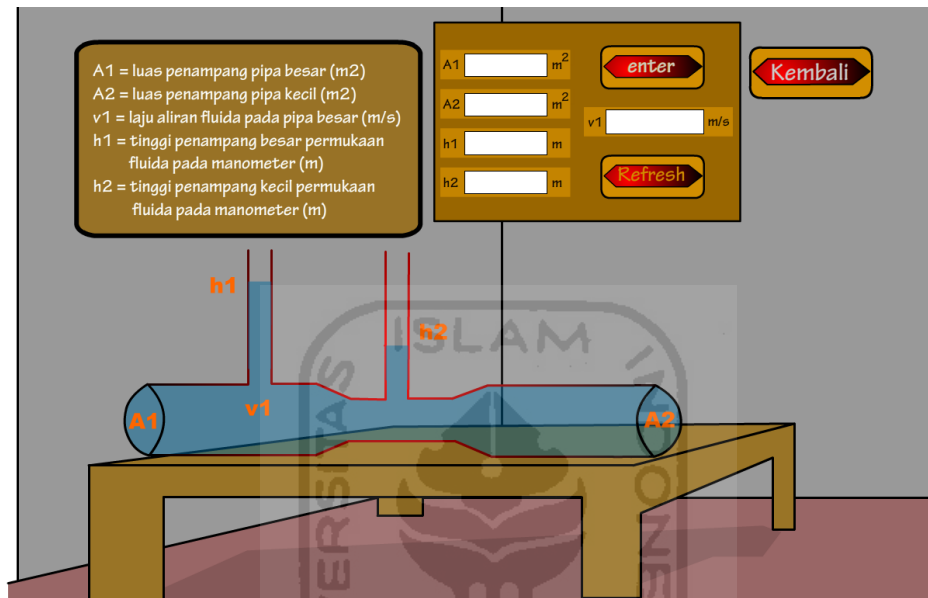 A1 = luas penampang pipa besar (m2)
A2 = luas penampang pipa kecil (m2)
v1 = laju aliran fluida pada pipa besar (m/s)
h1 = tinggi penampang besar permukaan
fluida pada manometer (m)
h2 = tinggi penampang kecil permukaan
fluida pada manometer (m)
A1 m2
A2 m2
h1 m
h2 m
enter
v1 m/s
Refresh
Kembali
h1
h2
v1
A1
A2
ISLAM